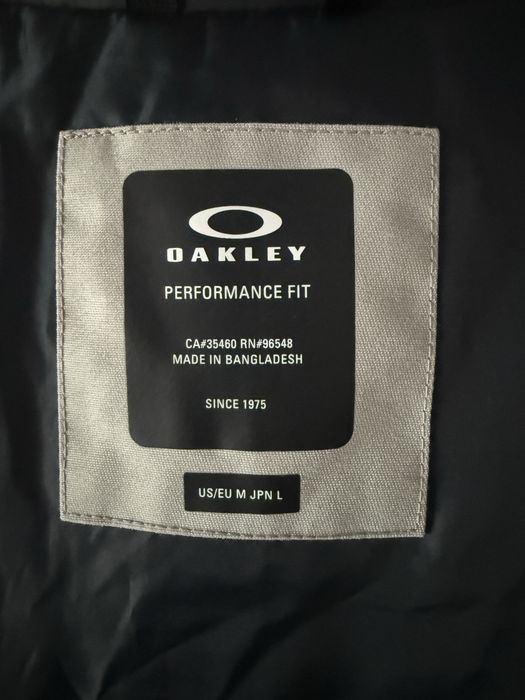 OAKLEY
PERFORMANCE FIT
CA#35460 RN#96548
MADE IN BANGLADESH
SINCE 1975
US/EU M JPN L